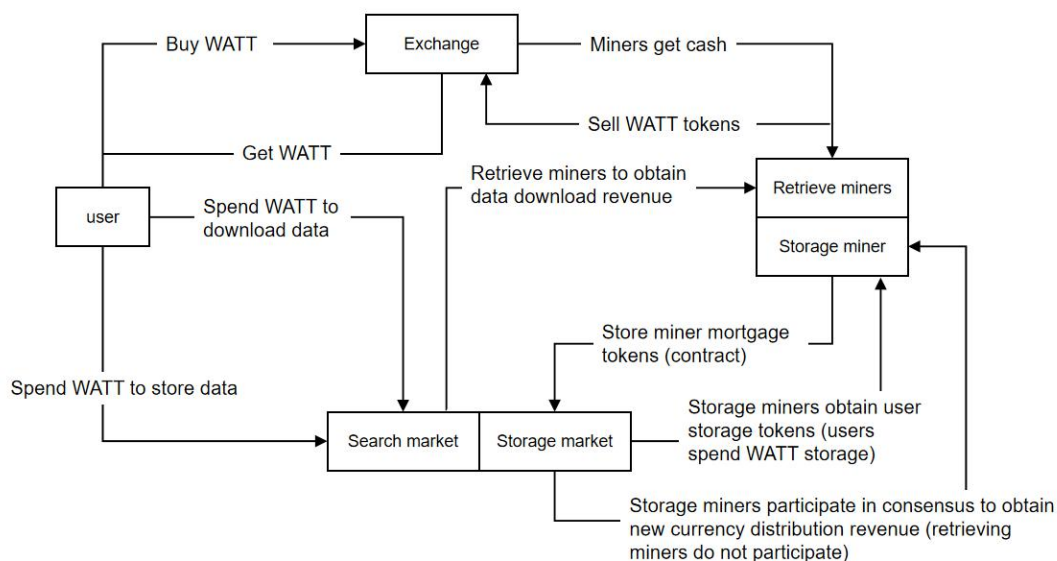 Buy WATT
Exchange
Miners get cash
Sell WATT tokens
Get WATT
Retrieve miners to obtain
data download revenue
Retrieve miners
user
Spend WATT to
download data
Storage miner
Store miner mortgage
tokens (contract)
Spend WATT to store data
Search market
Storage market
Storage miners obtain user
storage tokens (users
spend WATT storage)
Storage miners participate in consensus to obtain
new currency distribution revenue (retrieving
miners do not participate)